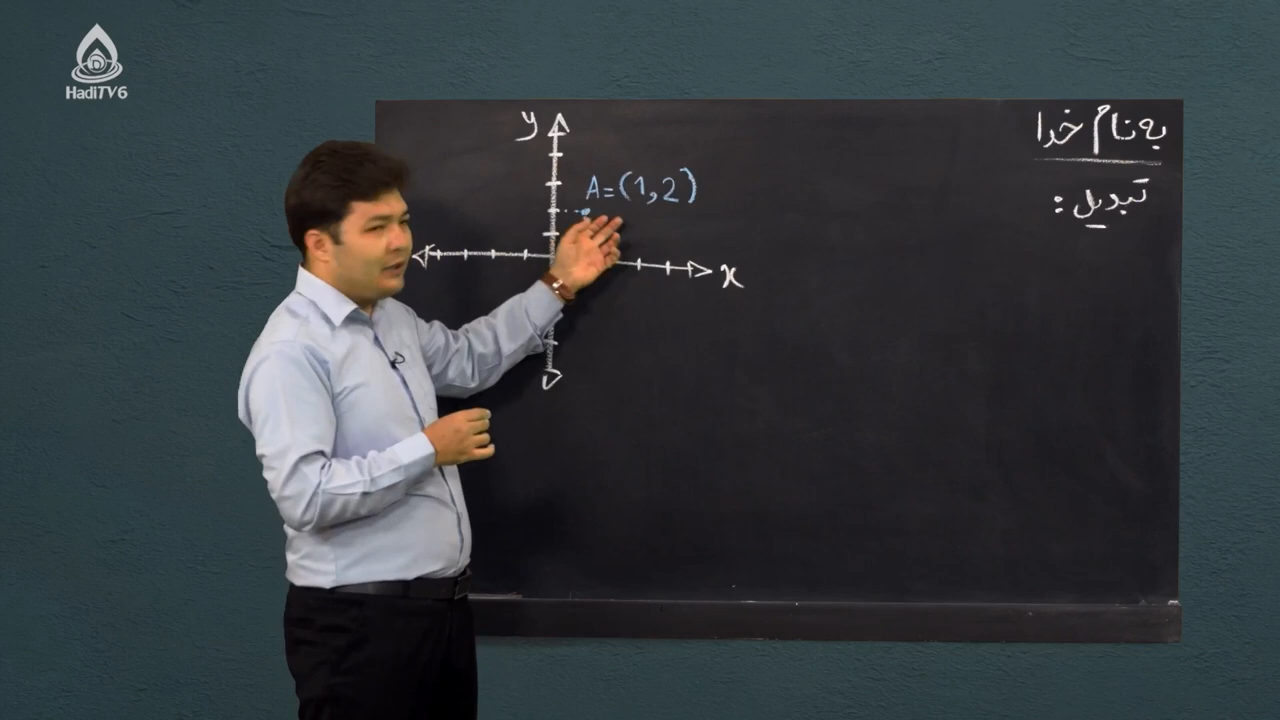 HadiTV6
به نام خدا
تبدیل :
y
A=(1,2)
x